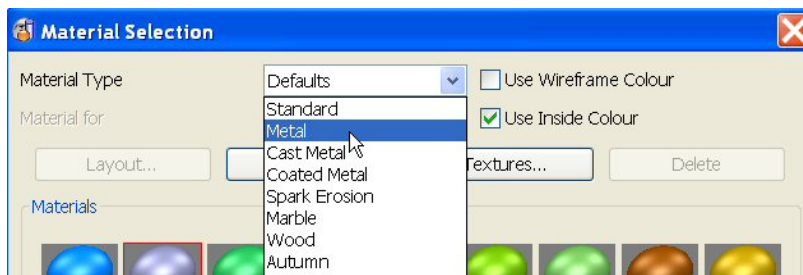 Material Selection
Material Type
Defaults
Use Wireframe Colour
Material for
Standard
Use Inside Colour
Metal
Cast Metal
Layout...
Textures...
Delete
Coated Metal
Spark Erosion
Materials
Marble
Wood
Autumn